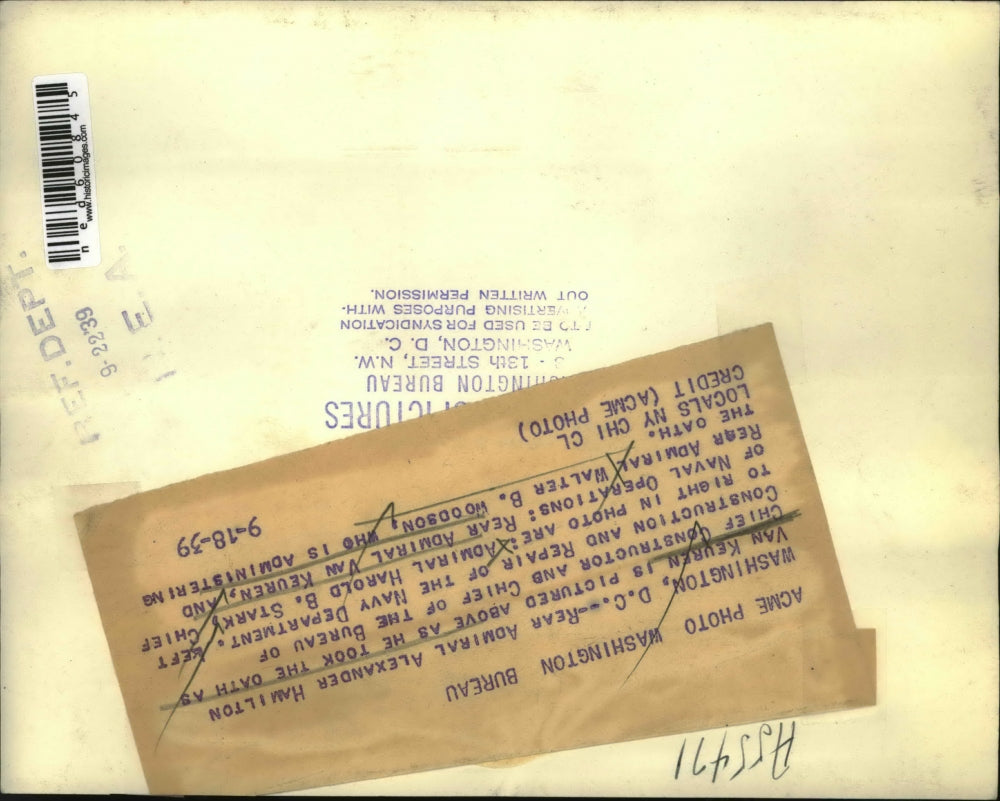 A55471
ACME PHOTO WASHINGTON BUREAU
WASHINGTON, D.C.--REAR ADMIRAL ALEXANDER HAMILTON
VAN KEUREN, IS PICTURED ABOVE AS HE TOOK THE OATH AS
CHIEF CONSTRUCTOR AND CHIEF OF THE BUREAU OF
CONSTRUCTION AND REPAIR OF THE NAVY DEPARTMENT. LEFT
TO RIGHT IN PHOTO ARE: ADMIRAL HAROLD B. STARK, CHIEF
OF NAVAL OPERATIONS: REAR ADMIRAL VAN KEUREN, AND
REAR ADMIRAL WALTER B. WOODSON, WHO IS ADMINISTERING
THE OATH.
LOCALS NY CHI CL 9-18-39
CREDIT (ACME PHOTO)
PICTURES
HINGTON BUREAU
- 13th STREET, N.W.
WASHINGTON, D. C.
TO BE USED FOR SYNDICATION
VERTISING PURPOSES WITH-
OUT WRITTEN PERMISSION.
REF. DEPT.
9-22-39
E. A.
ned60845
www.historicimages.com